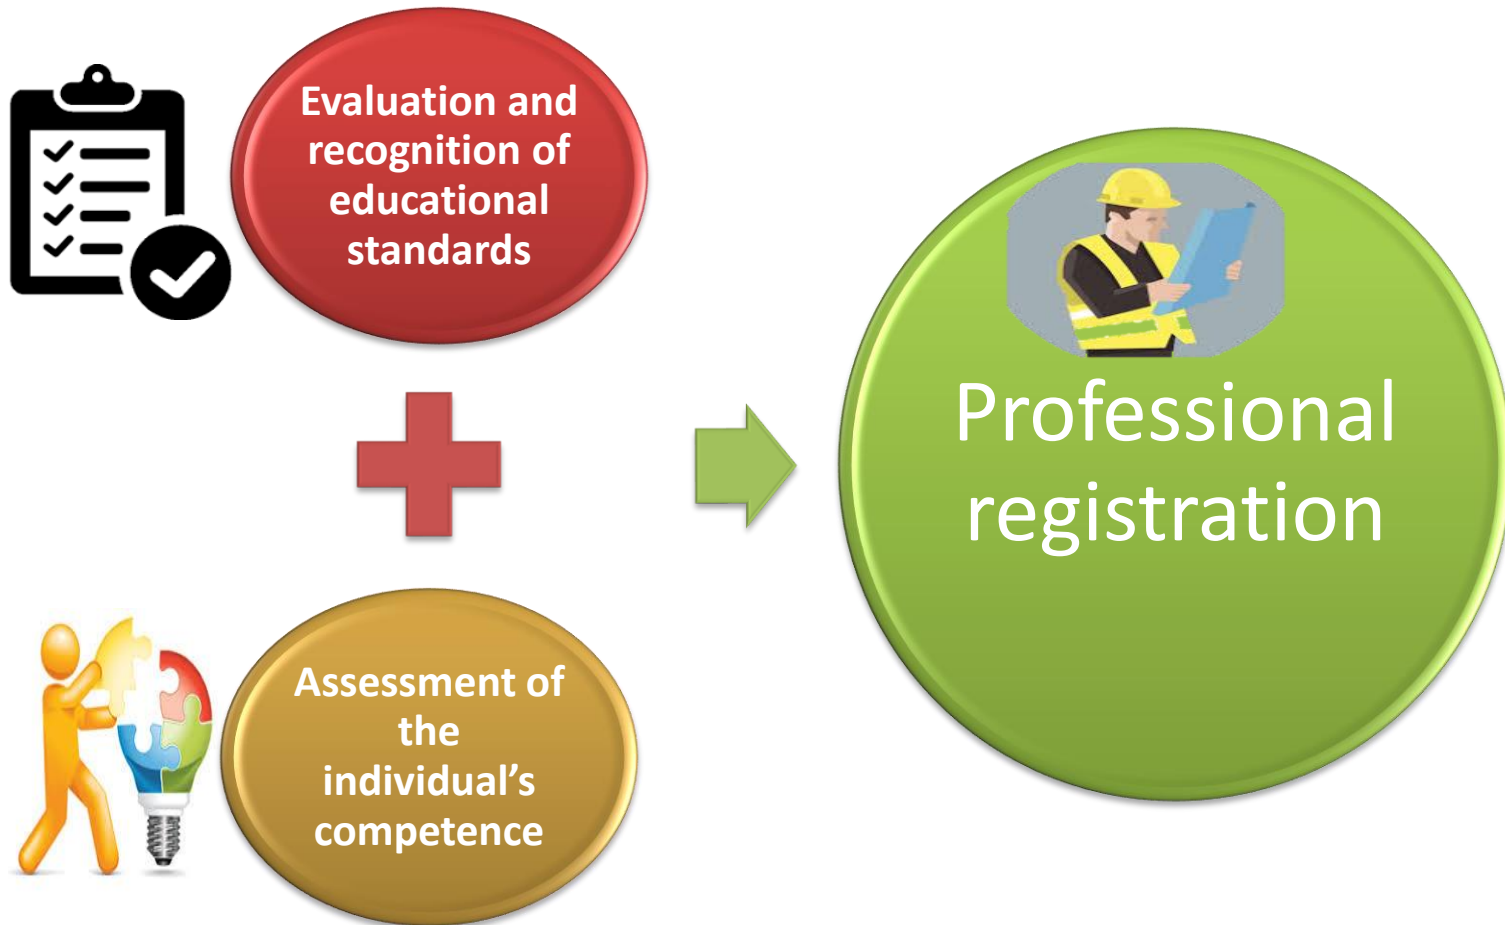 Evaluation and
recognition of
educational
standards
Assessment of
the
individual’s
competence
Professional
registration